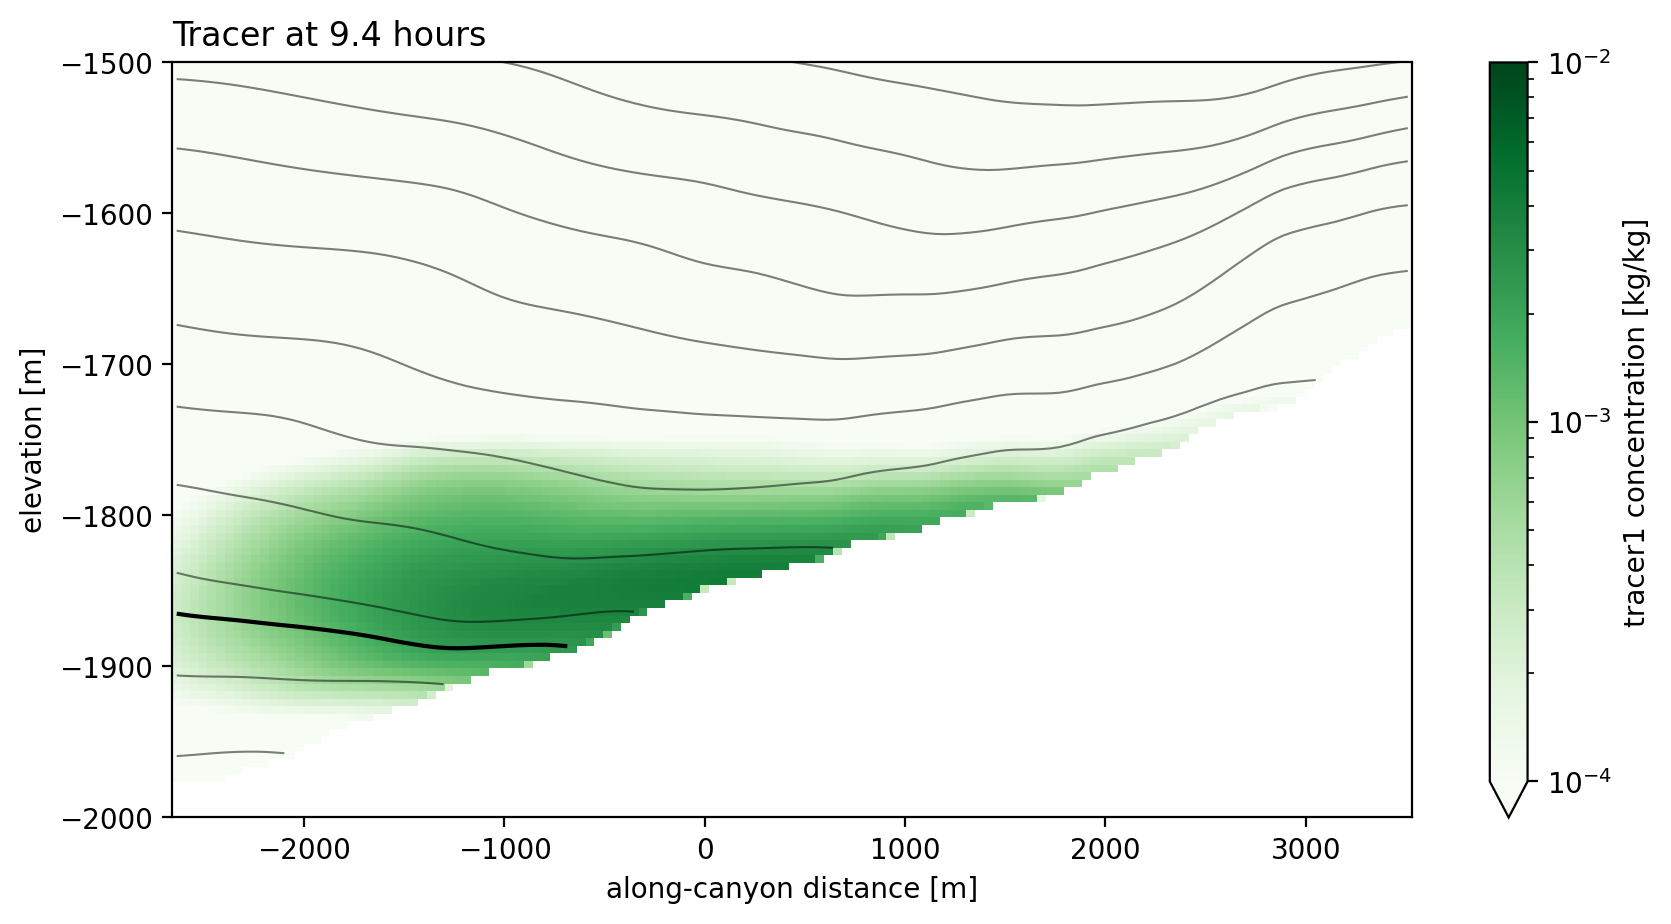 Tracer at 9.4 hours
−1500
−1600
−1700
−1800
−1900
−2000
elevation [m]
−2000 −1000 0 1000 2000 3000
along-canyon distance [m]
10⁻²
10⁻³
10⁻⁴
tracer1 concentration [kg/kg]